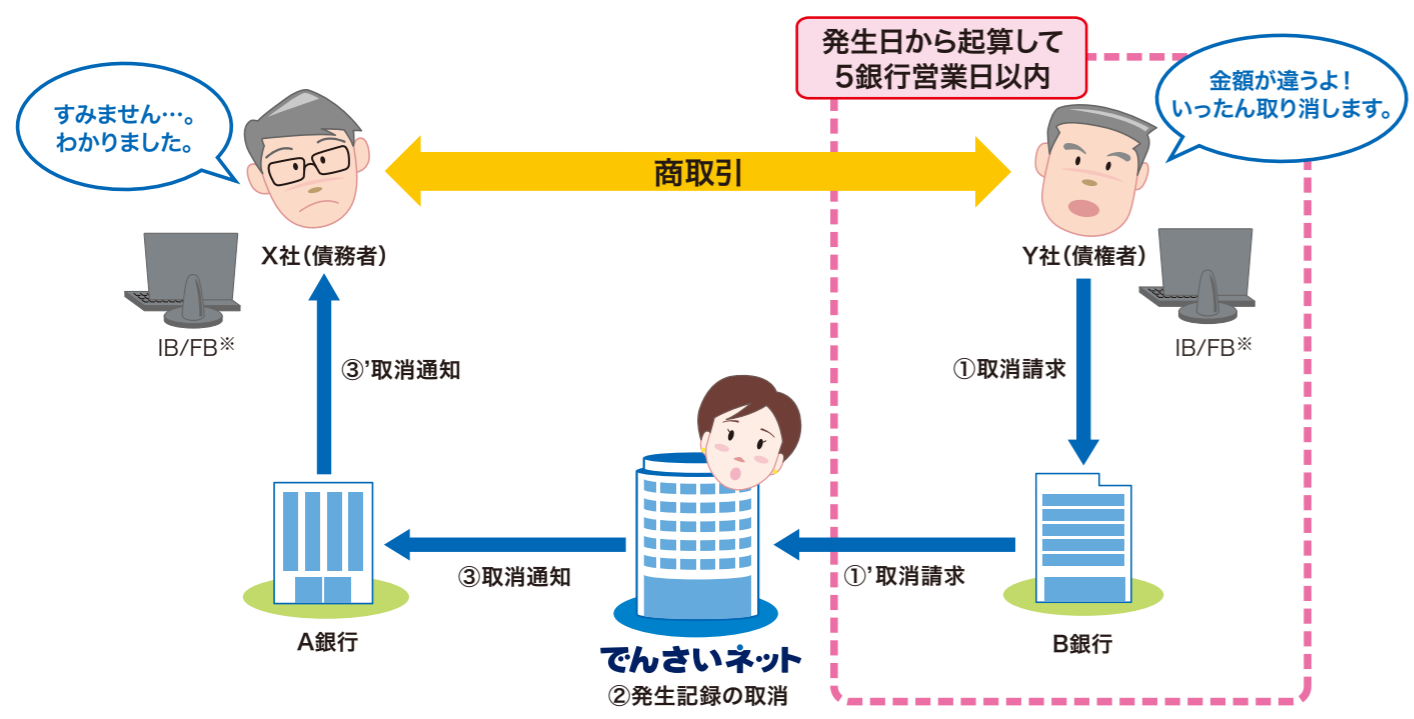 発生日から起算して
5銀行営業日以内
すみません…。
わかりました。
金額が違うよ!
いったん取り消します。
商取引
X社(債務者)
Y社(債権者)
IB/FB※
IB/FB※
③’取消通知
①取消請求
③取消通知
①’取消請求
A銀行
B銀行
でんさいネット
②発生記録の取消